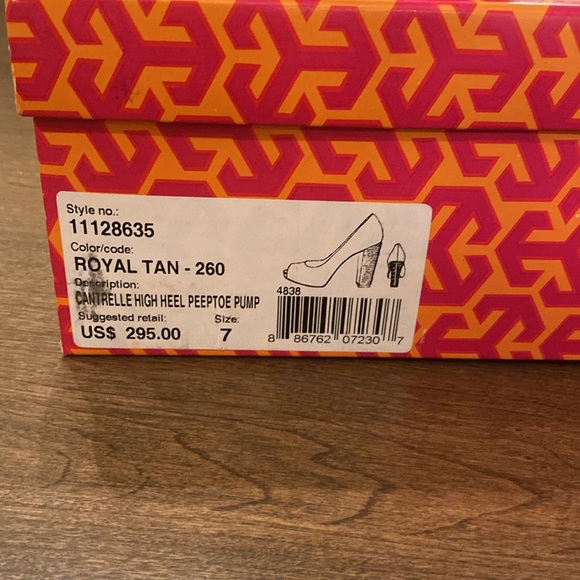 Style no.:
11128635
Color/code:
ROYAL TAN - 260
Description:
CANTRELLE HIGH HEEL PEEPTOE PUMP
Suggested retail: Size:
US$ 295.00 7
4838
8 86762 07230 7